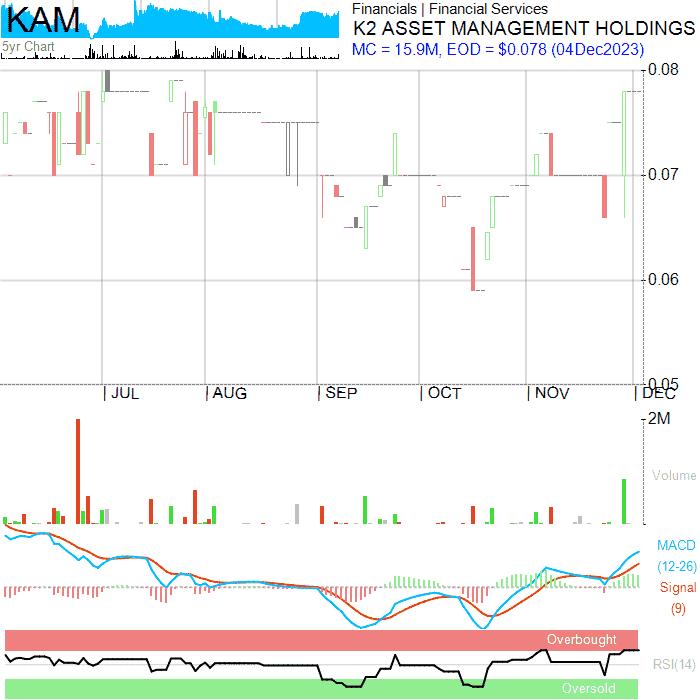 KAM
5yr Chart
Financials | Financial Services
K2 ASSET MANAGEMENT HOLDINGS
MC = 15.9M, EOD = $0.078 (04Dec2023)
0.08
0.07
0.06
0.05
JUL AUG SEP OCT NOV DEC
2M
Volume
MACD
(12-26)
Signal
(9)
Overbought
RSI(14)
Oversold